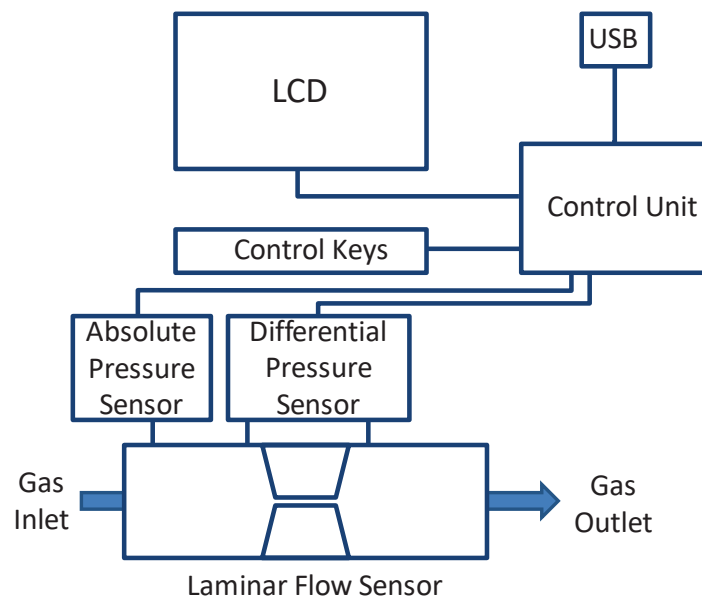 LCD
USB
Control Unit
Control Keys
Absolute
Pressure
Sensor
Differential
Pressure
Sensor
Gas
Inlet
Gas
Outlet
Laminar Flow Sensor